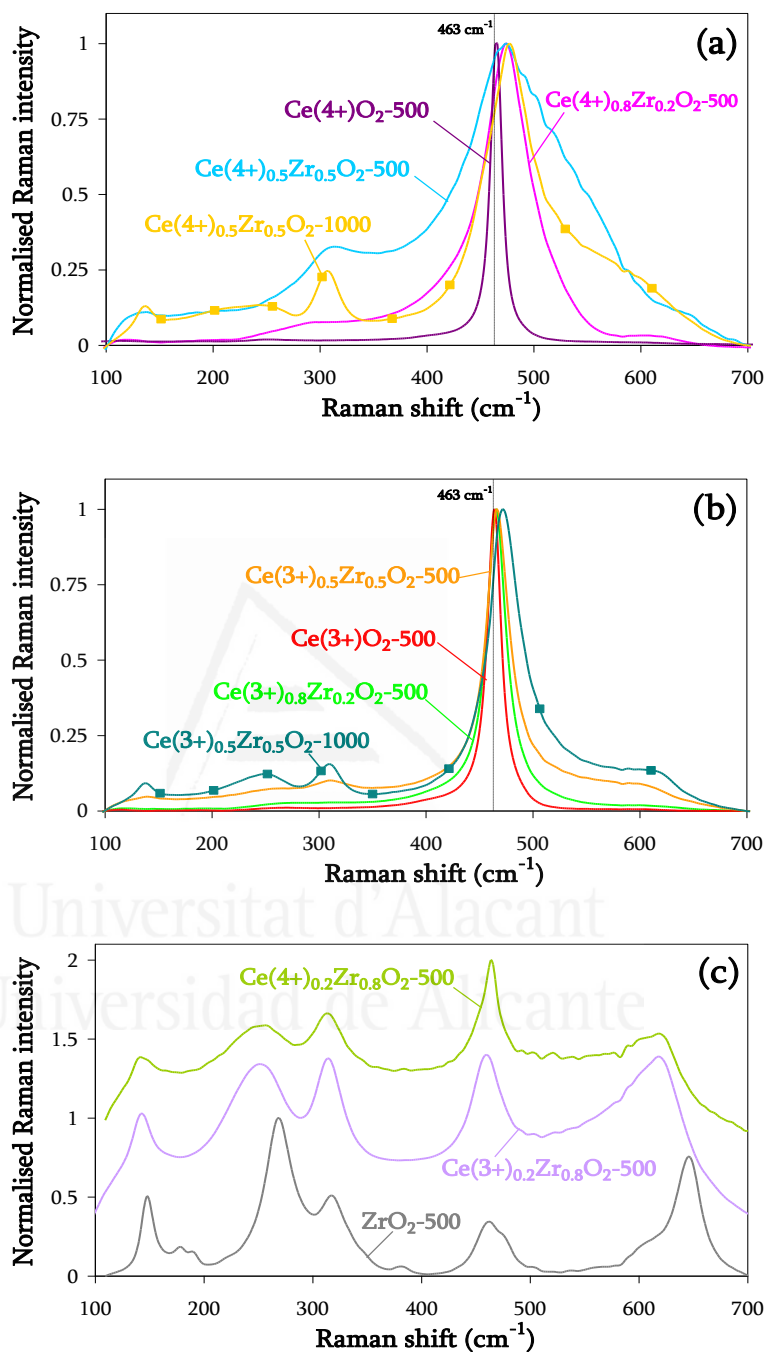 463 cm⁻¹
(a)
1
0.75
0.5
0.25
0
Normalised Raman intensity
Ce(4+)O₂-500
Ce(4+)₀.₈Zr₀.₂O₂-500
Ce(4+)₀.₅Zr₀.₅O₂-500
Ce(4+)₀.₅Zr₀.₅O₂-1000
100 200 300 400 500 600 700
Raman shift (cm⁻¹)
463 cm⁻¹
(b)
1
0.75
0.5
0.25
0
Normalised Raman intensity
Ce(3+)₀.₅Zr₀.₅O₂-500
Ce(3+)O₂-500
Ce(3+)₀.₈Zr₀.₂O₂-500
Ce(3+)₀.₅Zr₀.₅O₂-1000
100 200 300 400 500 600 700
Raman shift (cm⁻¹)
Universitat d'Alacant
Universidad de Alicante
(c)
2
1.5
1
0.5
0
Normalised Raman intensity
Ce(4+)₀.₂Zr₀.₈O₂-500
Ce(3+)₀.₂Zr₀.₈O₂-500
ZrO₂-500
100 200 300 400 500 600 700
Raman shift (cm⁻¹)